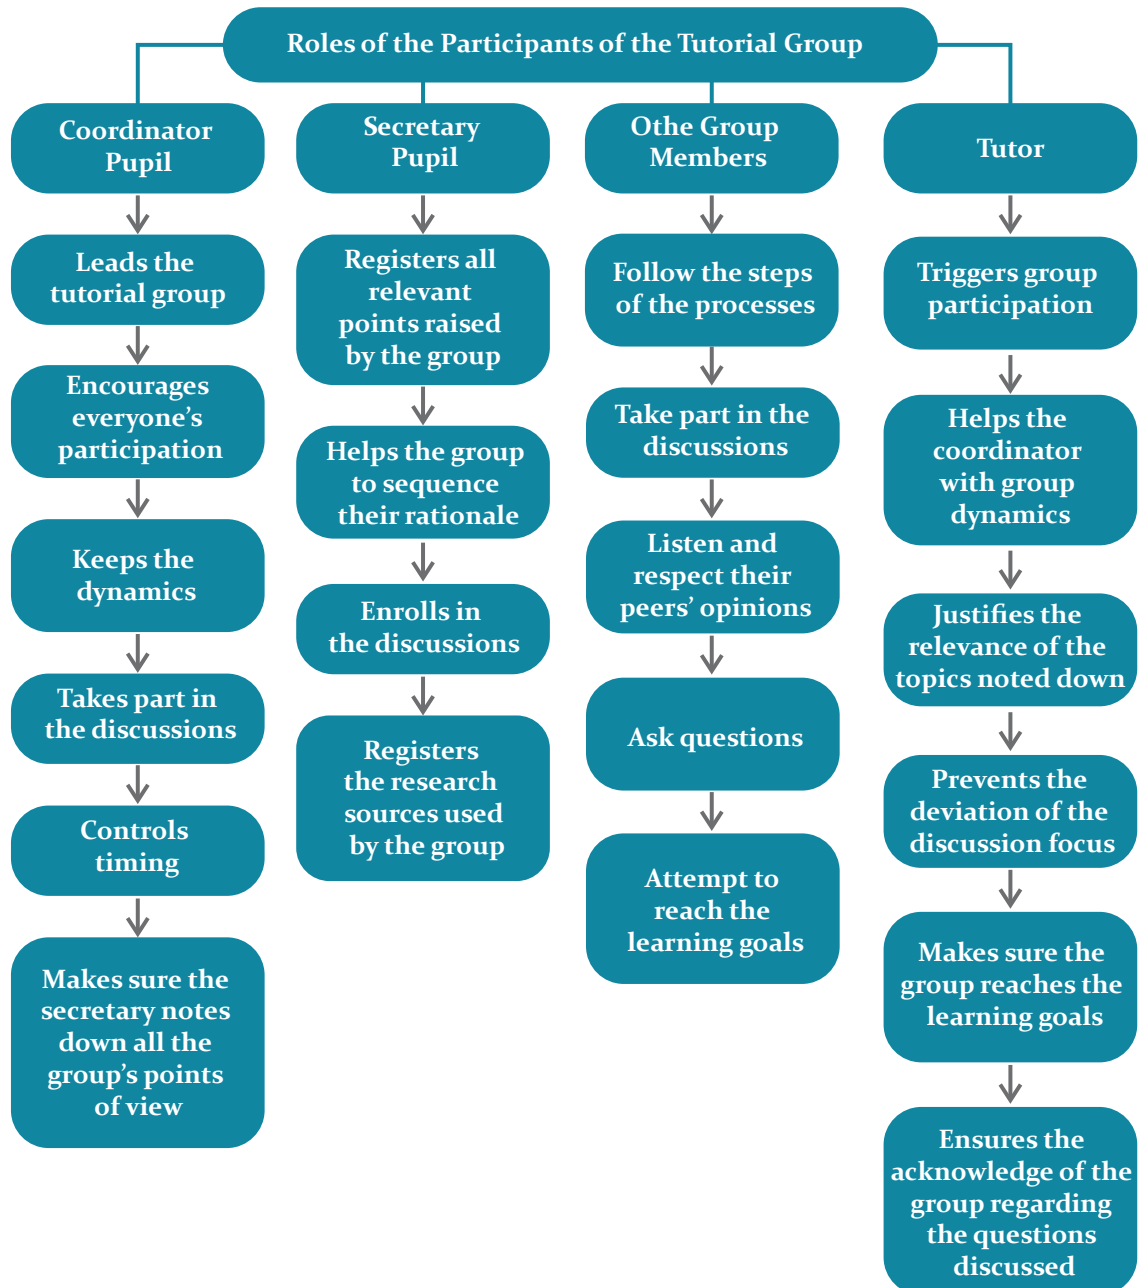 Roles of the Participants of the Tutorial Group
Coordinator
Pupil
Leads the
tutorial group
Encourages
everyone’s
participation
Keeps the
dynamics
Takes part in
the discussions
Controls
timing
Makes sure the
secretary notes
down all the
group’s points
of view
Secretary
Pupil
Registers all
relevant
points raised
by the group
Helps the group
to sequence
their rationale
Enrolls in
the discussions
Registers
the research
sources used
by the group
Othe Group
Members
Follow the steps
of the processes
Take part in the
discussions
Listen and
respect their
peers’ opinions
Ask questions
Attempt to
reach the
learning goals
Tutor
Triggers group
participation
Helps the
coordinator
with group
dynamics
Justifies the
relevance of the
topics noted down
Prevents the
deviation of the
discussion focus
Makes sure the
group reaches the
learning goals
Ensures the
acknowledge of the
group regarding
the questions
discussed